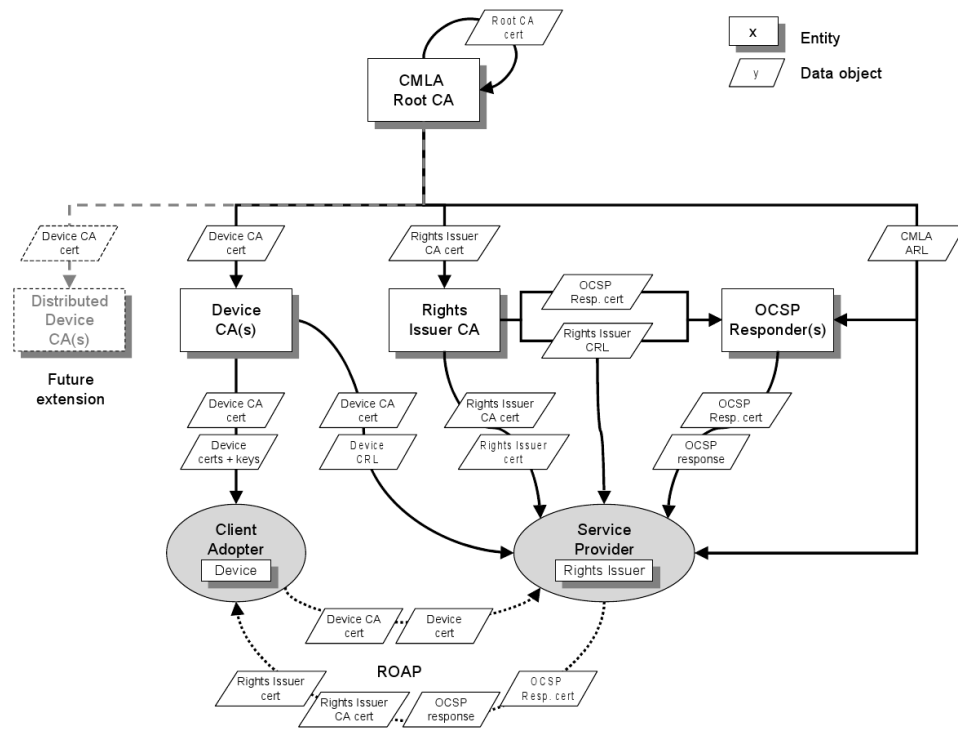 Root CA
cert
x
Entity
y
Data object
CMLA
Root CA
Device CA
cert
Device CA
cert
Rights Issuer
CA cert
CMLA
ARL
Distributed
Device
CA(s)
Future
extension
Device
CA(s)
Rights
Issuer CA
OCSP
Resp. cert
Rights Issuer
CRL
OCSP
Responder(s)
Device CA
cert
Device
certs + keys
Device CA
cert
Device
CRL
Rights Issuer
CA cert
Rights Issuer
cert
OCSP
Resp. cert
OCSP
response
Client
Adopter
Device
Service
Provider
Rights Issuer
Device CA
cert
Device
cert
ROAP
Rights Issuer
cert
Rights Issuer
CA cert
OCSP
response
OCSP
Resp. cert